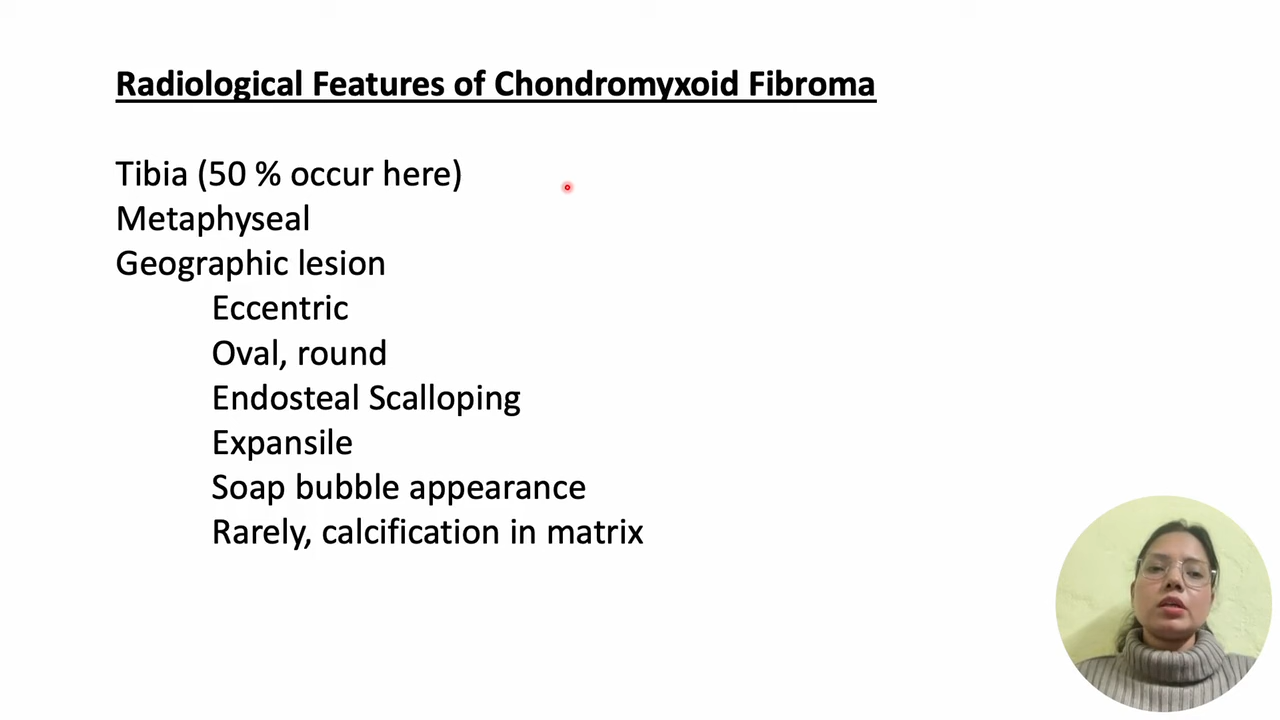 Radiological Features of Chondromyxoid Fibroma
Tibia (50 % occur here)
Metaphyseal
Geographic lesion
Eccentric
Oval, round
Endosteal Scalloping
Expansile
Soap bubble appearance
Rarely, calcification in matrix